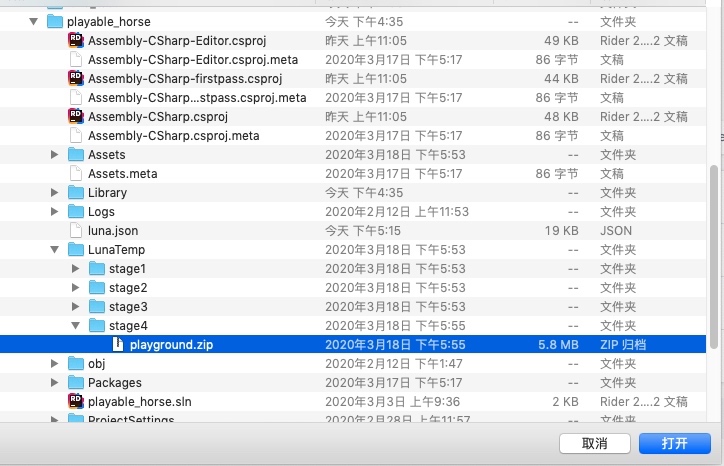 playable_horse 今天 下午4:35 -- 文件夹
Assembly-CSharp-Editor.csproj 昨天 上午11:05 49 KB Rider 2....2 文稿
Assembly-CSharp-Editor.csproj.meta 2020年3月17日 下午5:17 86 字节 文稿
Assembly-CSharp-firstpass.csproj 昨天 上午11:05 44 KB Rider 2....2 文稿
Assembly-CSharp...stpass.csproj.meta 2020年3月17日 下午5:17 86 字节 文稿
Assembly-CSharp.csproj 昨天 上午11:05 48 KB Rider 2....2 文稿
Assembly-CSharp.csproj.meta 2020年3月17日 下午5:17 86 字节 文稿
Assets 2020年3月18日 下午5:53 -- 文件夹
Assets.meta 2020年3月17日 下午5:17 86 字节 文稿
Library 今天 下午4:35 -- 文件夹
Logs 2020年2月12日 上午11:53 -- 文件夹
luna.json 今天 下午5:15 19 KB JSON
LunaTemp 2020年3月18日 下午5:53 -- 文件夹
stage1 2020年3月18日 下午5:53 -- 文件夹
stage2 2020年3月18日 下午5:53 -- 文件夹
stage3 2020年3月18日 下午5:53 -- 文件夹
stage4 2020年3月18日 下午5:55 -- 文件夹
playground.zip 2020年3月18日 下午5:55 5.8 MB ZIP 归档
obj 2020年2月12日 下午1:47 -- 文件夹
Packages 2020年3月17日 下午5:17 -- 文件夹
playable_horse.sln 2020年3月3日 上午9:36 2 KB Rider 2....2 文稿
ProjectSettings 2020年2月28日 上午11:57 -- 文件夹
取消 打开